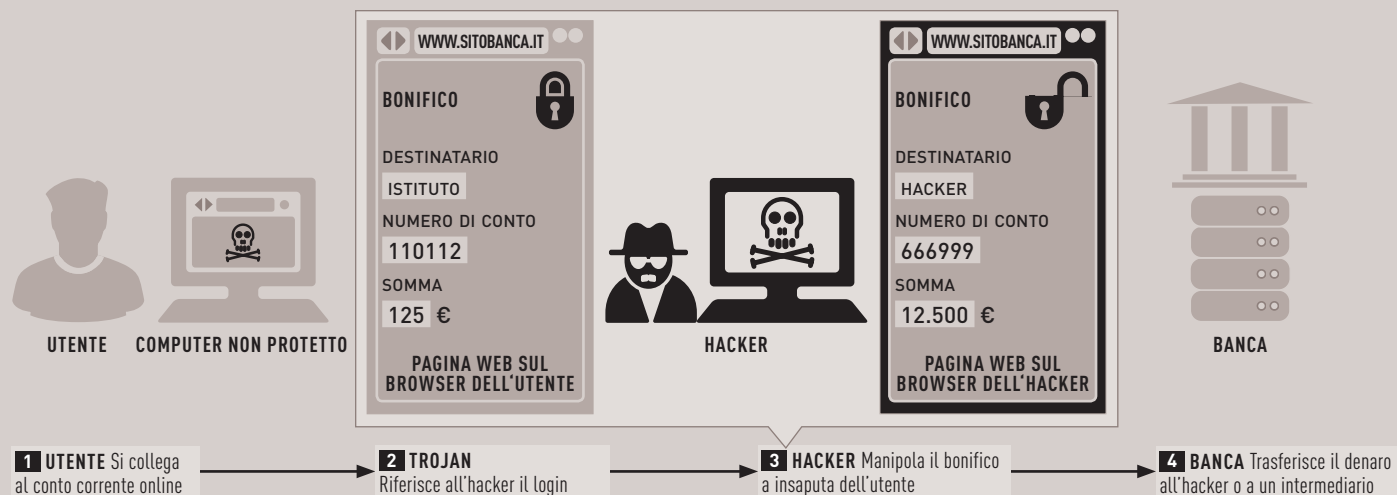 WWW.SITOBANCA.IT
BONIFICO
DESTINATARIO
ISTITUTO
NUMERO DI CONTO
110112
SOMMA
125 €
PAGINA WEB SUL
BROWSER DELL'UTENTE
WWW.SITOBANCA.IT
BONIFICO
DESTINATARIO
HACKER
NUMERO DI CONTO
666999
SOMMA
12.500 €
PAGINA WEB SUL
BROWSER DELL'HACKER
UTENTE
COMPUTER NON PROTETTO
HACKER
BANCA
1 UTENTE Si collega
al conto corrente online
2 TROJAN
Riferisce all'hacker il login
3 HACKER Manipola il bonifico
a insaputa dell'utente
4 BANCA Trasferisce il denaro
all'hacker o a un intermediario